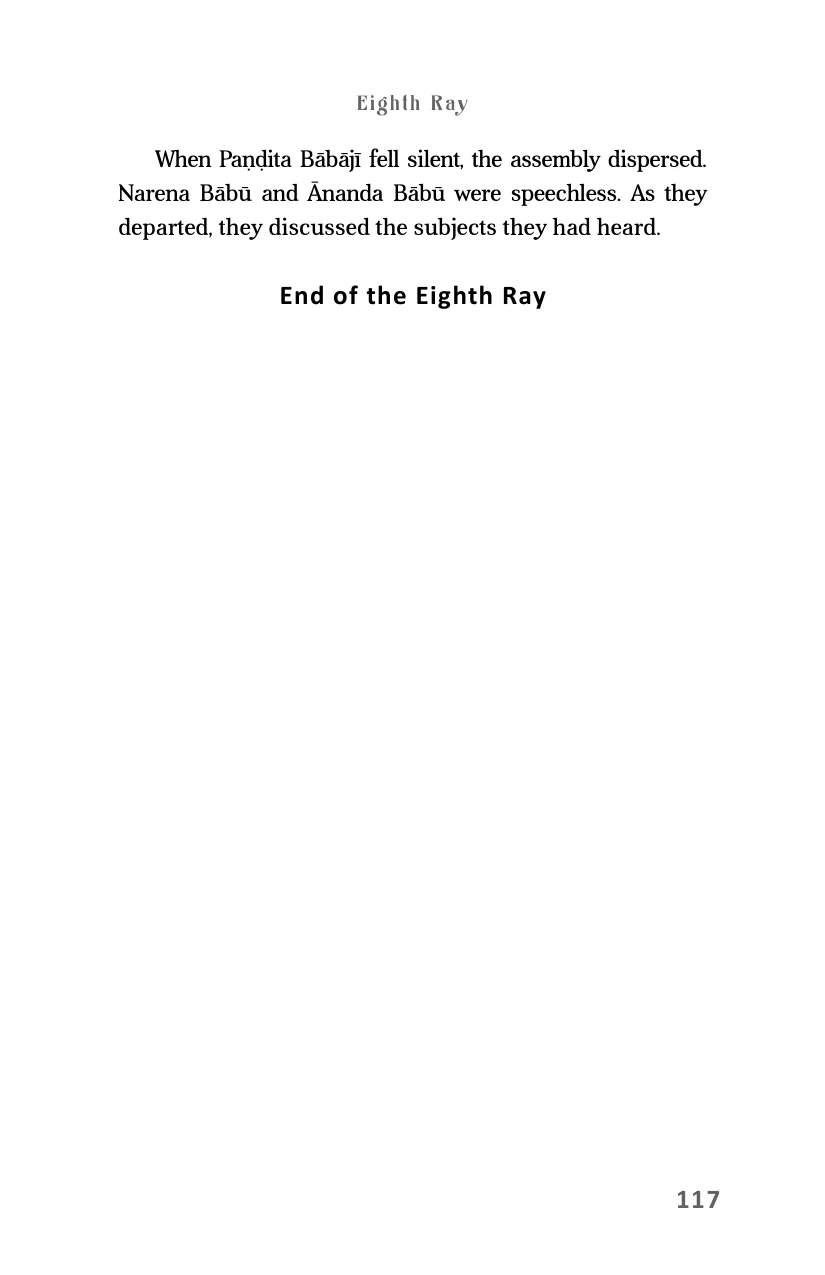 Eighth Ray
When Paṇḍita Bābājī fell silent, the assembly dispersed.
Narena Bābū and Ānanda Bābū were speechless. As they
departed, they discussed the subjects they had heard.
End of the Eighth Ray
117